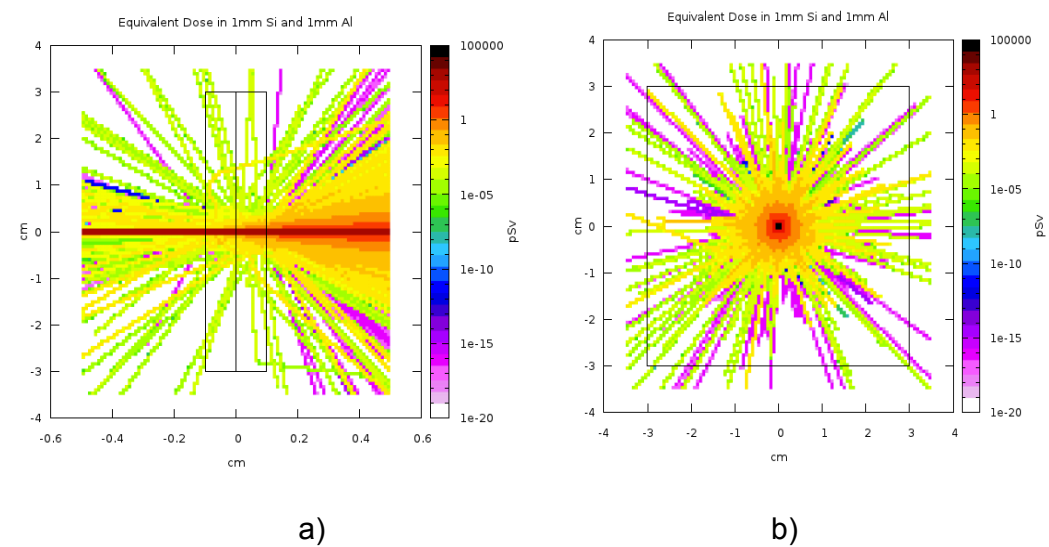 Equivalent Dose in 1mm Si and 1mm Al
4
3
2
1
0
-1
-2
-3
-4
cm
-0.6 -0.4 -0.2 0 0.2 0.4 0.6
cm
100000
1
1e-05
1e-10
1e-15
1e-20
pSv
a)
Equivalent Dose in 1mm Si and 1mm Al
4
3
2
1
0
-1
-2
-3
-4
cm
-4 -3 -2 -1 0 1 2 3 4
cm
100000
1
1e-05
1e-10
1e-15
1e-20
pSv
b)